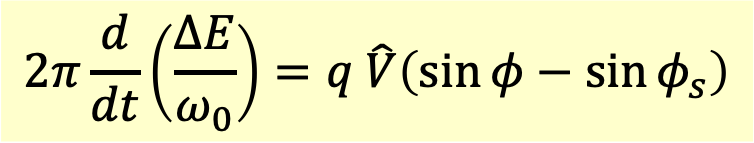 2π d/dt (ΔE/ω₀) = q V̂(sin ϕ − sin ϕₛ)